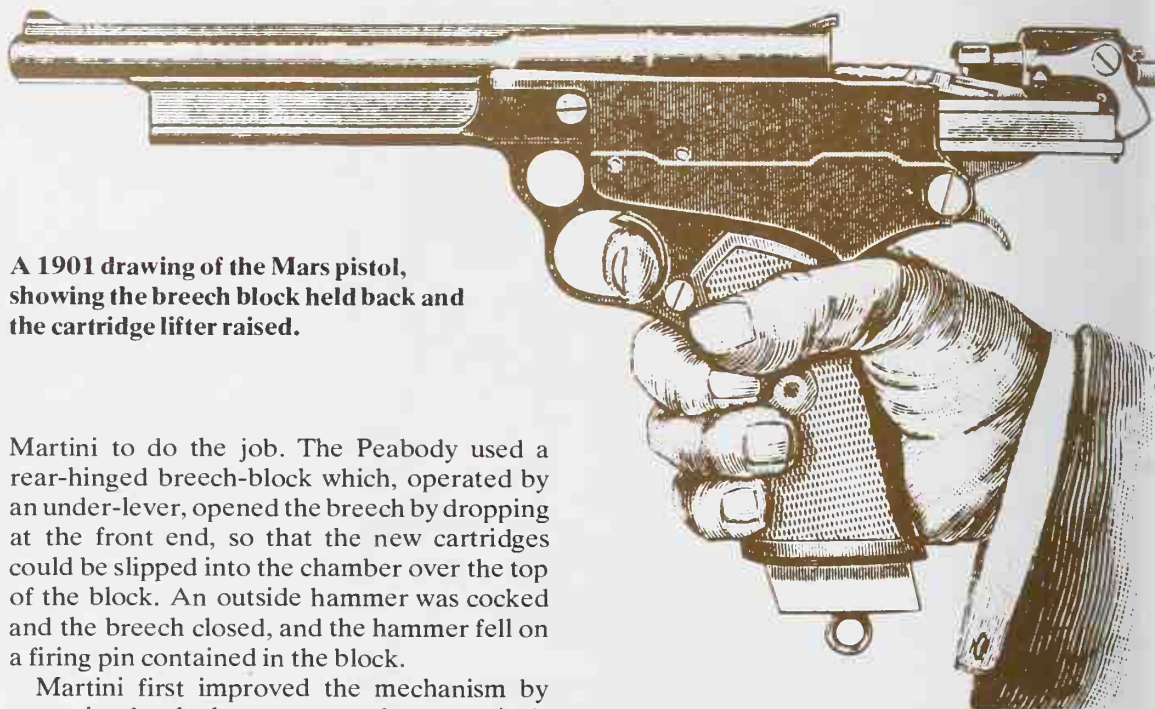 A 1901 drawing of the Mars pistol,
showing the breech block held back and
the cartridge lifter raised.
Martini to do the job. The Peabody used a
rear-hinged breech-block which, operated by
an under-lever, opened the breech by dropping
at the front end, so that the new cartridges
could be slipped into the chamber over the top
of the block. An outside hammer was cocked
and the breech closed, and the hammer fell on
a firing pin contained in the block.
Martini first improved the mechanism by